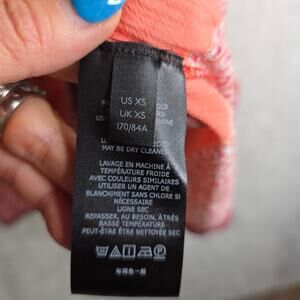 US XS
UK XS
170/84A
MAY BE DRY CLEANED
LAVAGE EN MACHINE À
TEMPÉRATURE FROIDE
AVEC COULEURS SIMILAIRES
UTILISER UN AGENT DE
BLANCHIMENT SANS CHLORE SI
NÉCESSAIRE
LIGNE SEC
REPASSER, AU BESOIN, À TRÈS
BASSE TEMPÉRATURE
PEUT-ÊTRE ÊTRE NETTOYÉE SEC